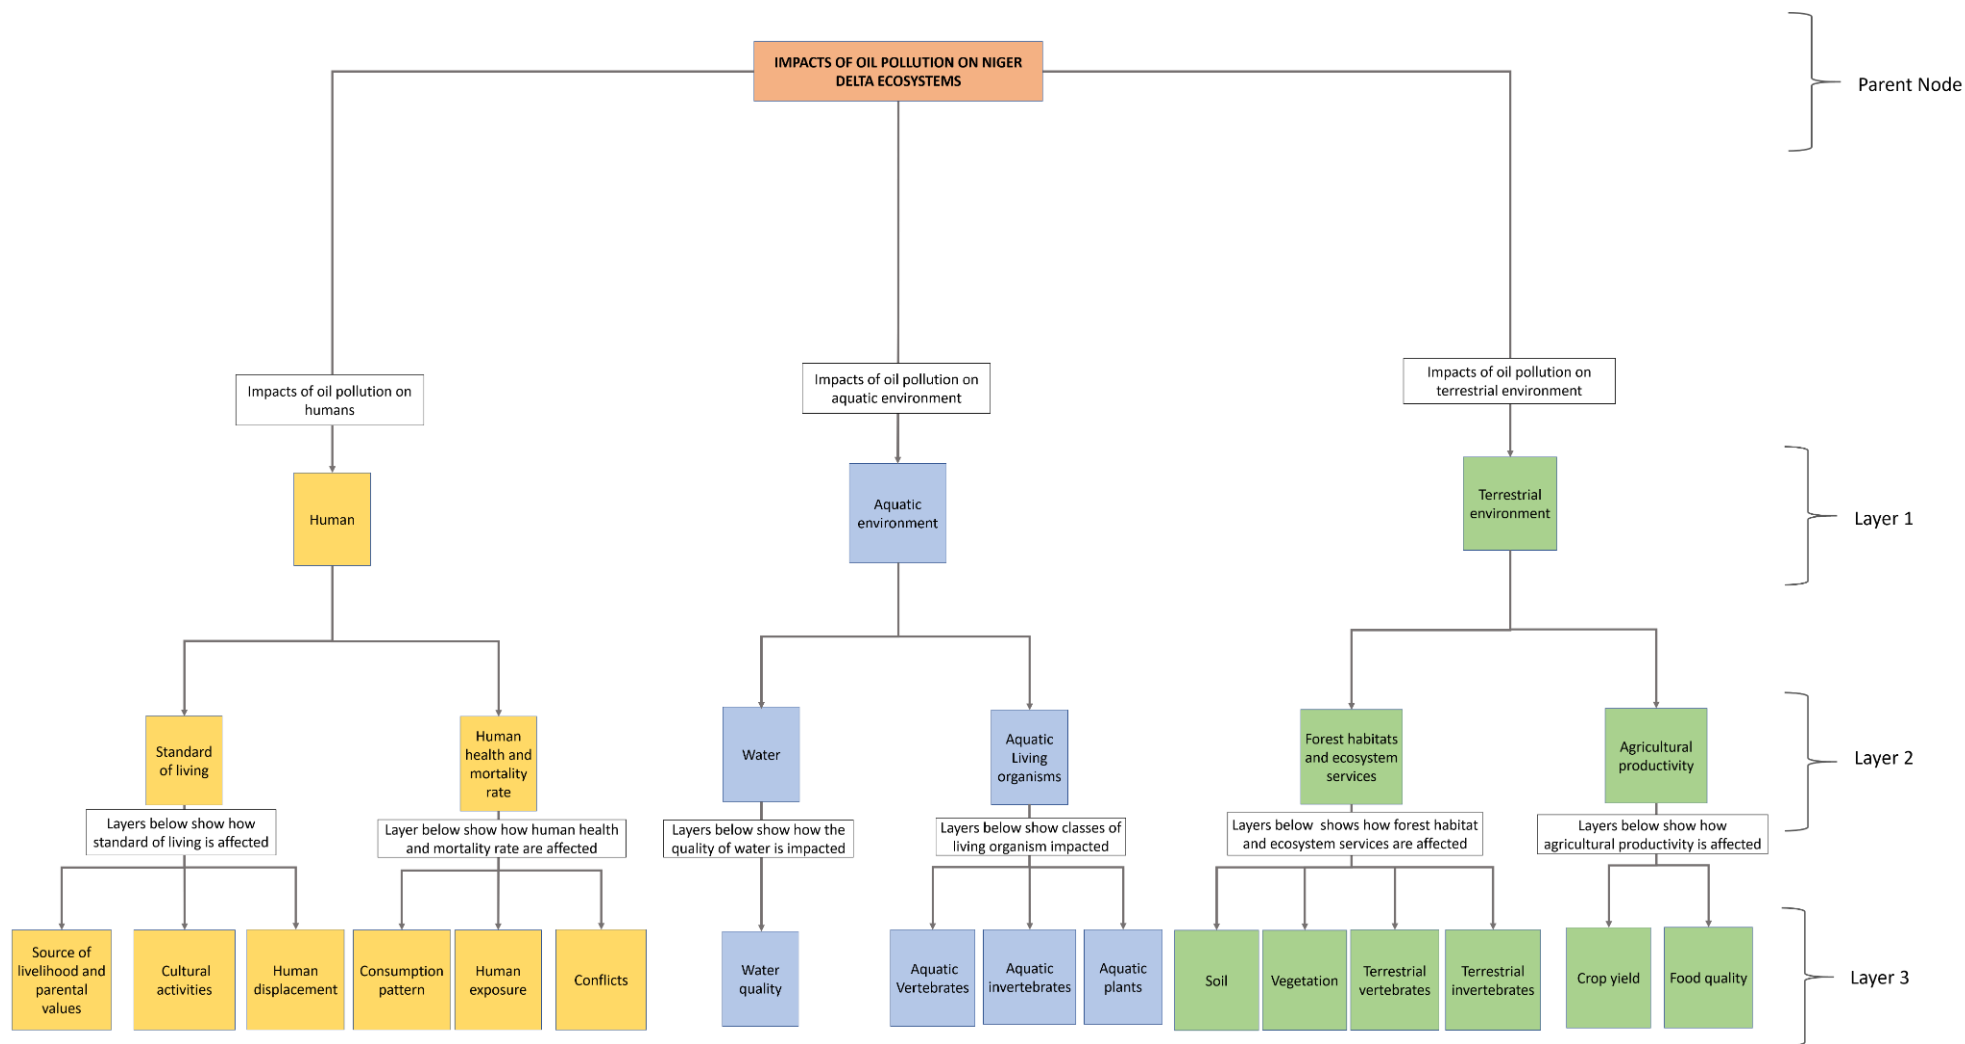 IMPACTS OF OIL POLLUTION ON NIGER
DELTA ECOSYSTEMS
Parent Node
Impacts of oil pollution on
humans
Impacts of oil pollution on
aquatic environment
Impacts of oil pollution on
terrestrial environment
Human
Aquatic
environment
Terrestrial
environment
Layer 1
Standard
of living
Human
health and
mortality
rate
Water
Aquatic
Living
organisms
Forest habitats
and ecosystem
services
Agricultural
productivity
Layer 2
Layers below show how
standard of living is affected
Layer below show how human health
and mortality rate are affected
Layers below show how the
quality of water is impacted
Layers below show classes of
living organism impacted
Layers below  shows how forest habitat
and ecosystem services are affected
Layers below show how
agricultural productivity is affected
Source of
livelihood and
parental
values
Cultural
activities
Human
displacement
Consumption
pattern
Human
exposure
Conflicts
Water
quality
Aquatic
Vertebrates
Aquatic
invertebrates
Aquatic
plants
Soil
Vegetation
Terrestrial
vertebrates
Terrestrial
invertebrates
Crop yield
Food quality
Layer 3